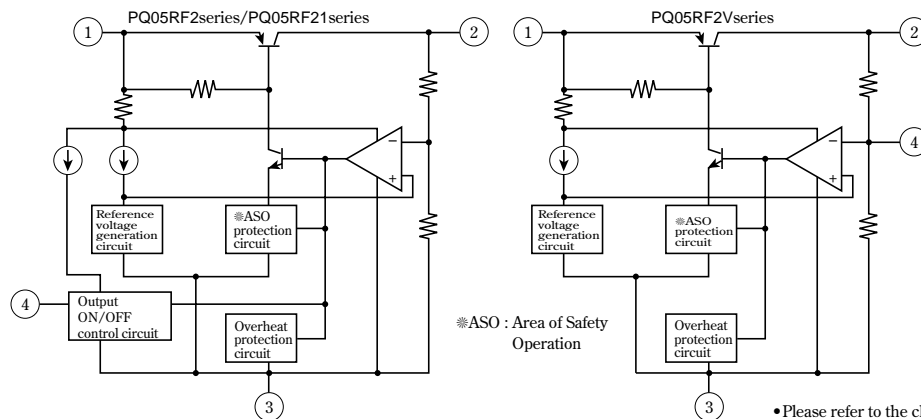 PQ05RF2series/PQ05RF21series
1
2
−
+
Reference
voltage
generation
circuit
※ASO
protection
circuit
4
Output
ON/OFF
control circuit
Overheat
protection
circuit
3
※ASO : Area of Safety
Operation
PQ05RF2Vseries
1
2
−
4
+
Reference
voltage
generation
circuit
※ASO
protection
circuit
Overheat
protection
circuit
3
•Please refer to the